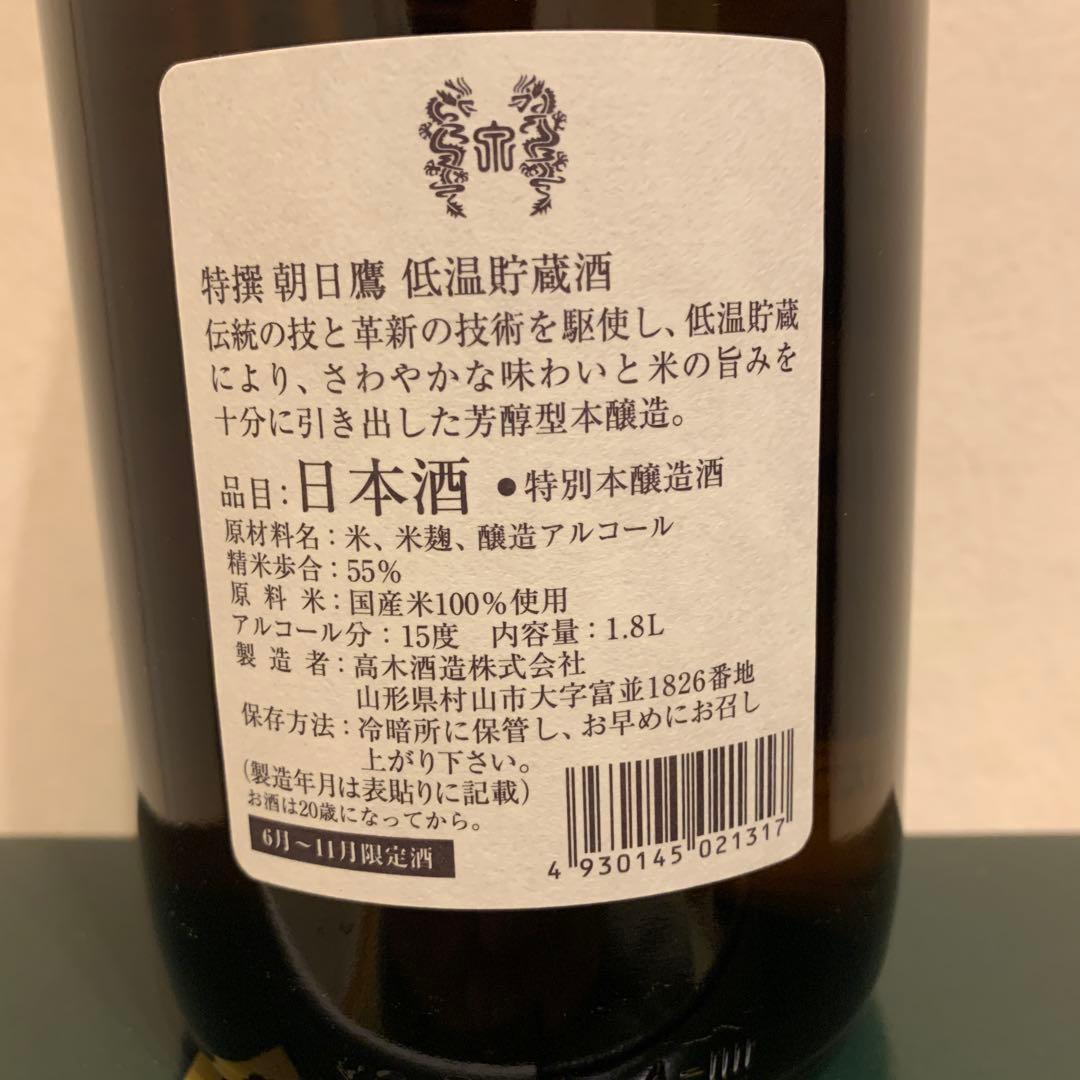 特撰 朝日鷹 低温貯蔵酒
伝統の技と革新の技術を駆使し、低温貯蔵
により、さわやかな味わいと米の旨みを
十分に引き出した芳醇型本醸造。
品目：日本酒 ●特別本醸造酒
原材料名：米、米麹、醸造アルコール
精米歩合：55%
原料米：国産米100%使用
アルコール分：15度 内容量：1.8L
製造者：高木酒造株式会社
山形県村山市大字富並1826番地
保存方法：冷暗所に保管し、お早めにお召し
上がり下さい。
（製造年月は表貼りに記載）
お酒は20歳になってから。
6月〜11月限定酒
4 930145 021317